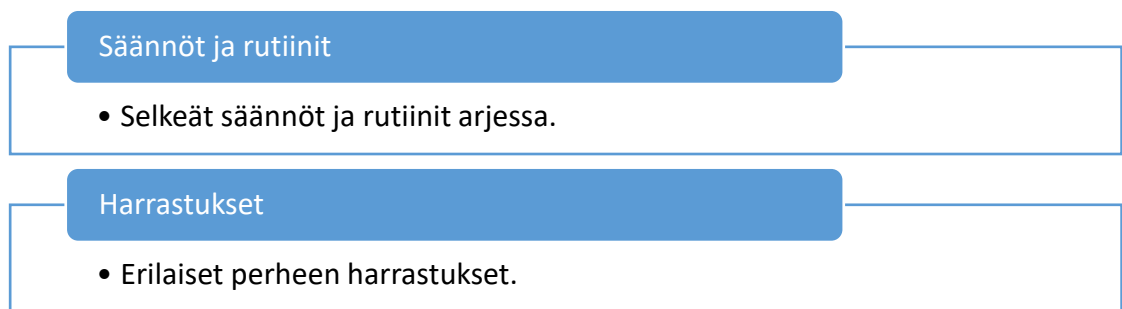 Säännöt ja rutiinit
• Selkeät säännöt ja rutiinit arjessa.
Harrastukset
• Erilaiset perheen harrastukset.